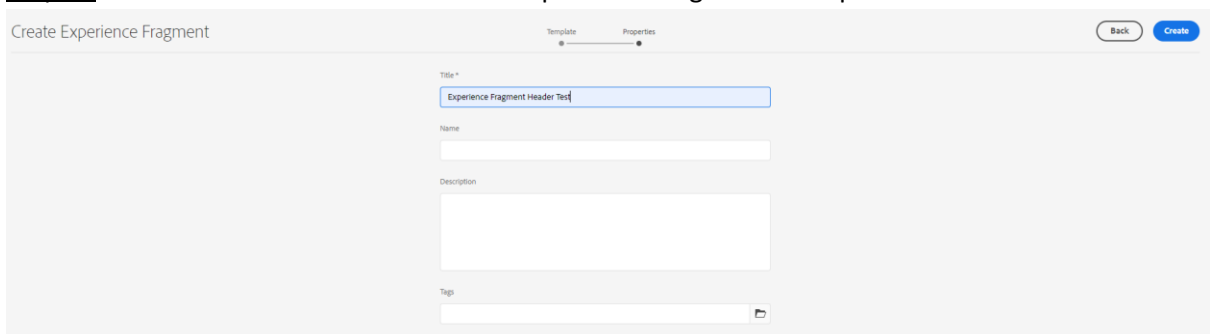 Create Experience Fragment
Template Properties
Back Create
Title *
Experience Fragment Header Test
Name
Description
Tags